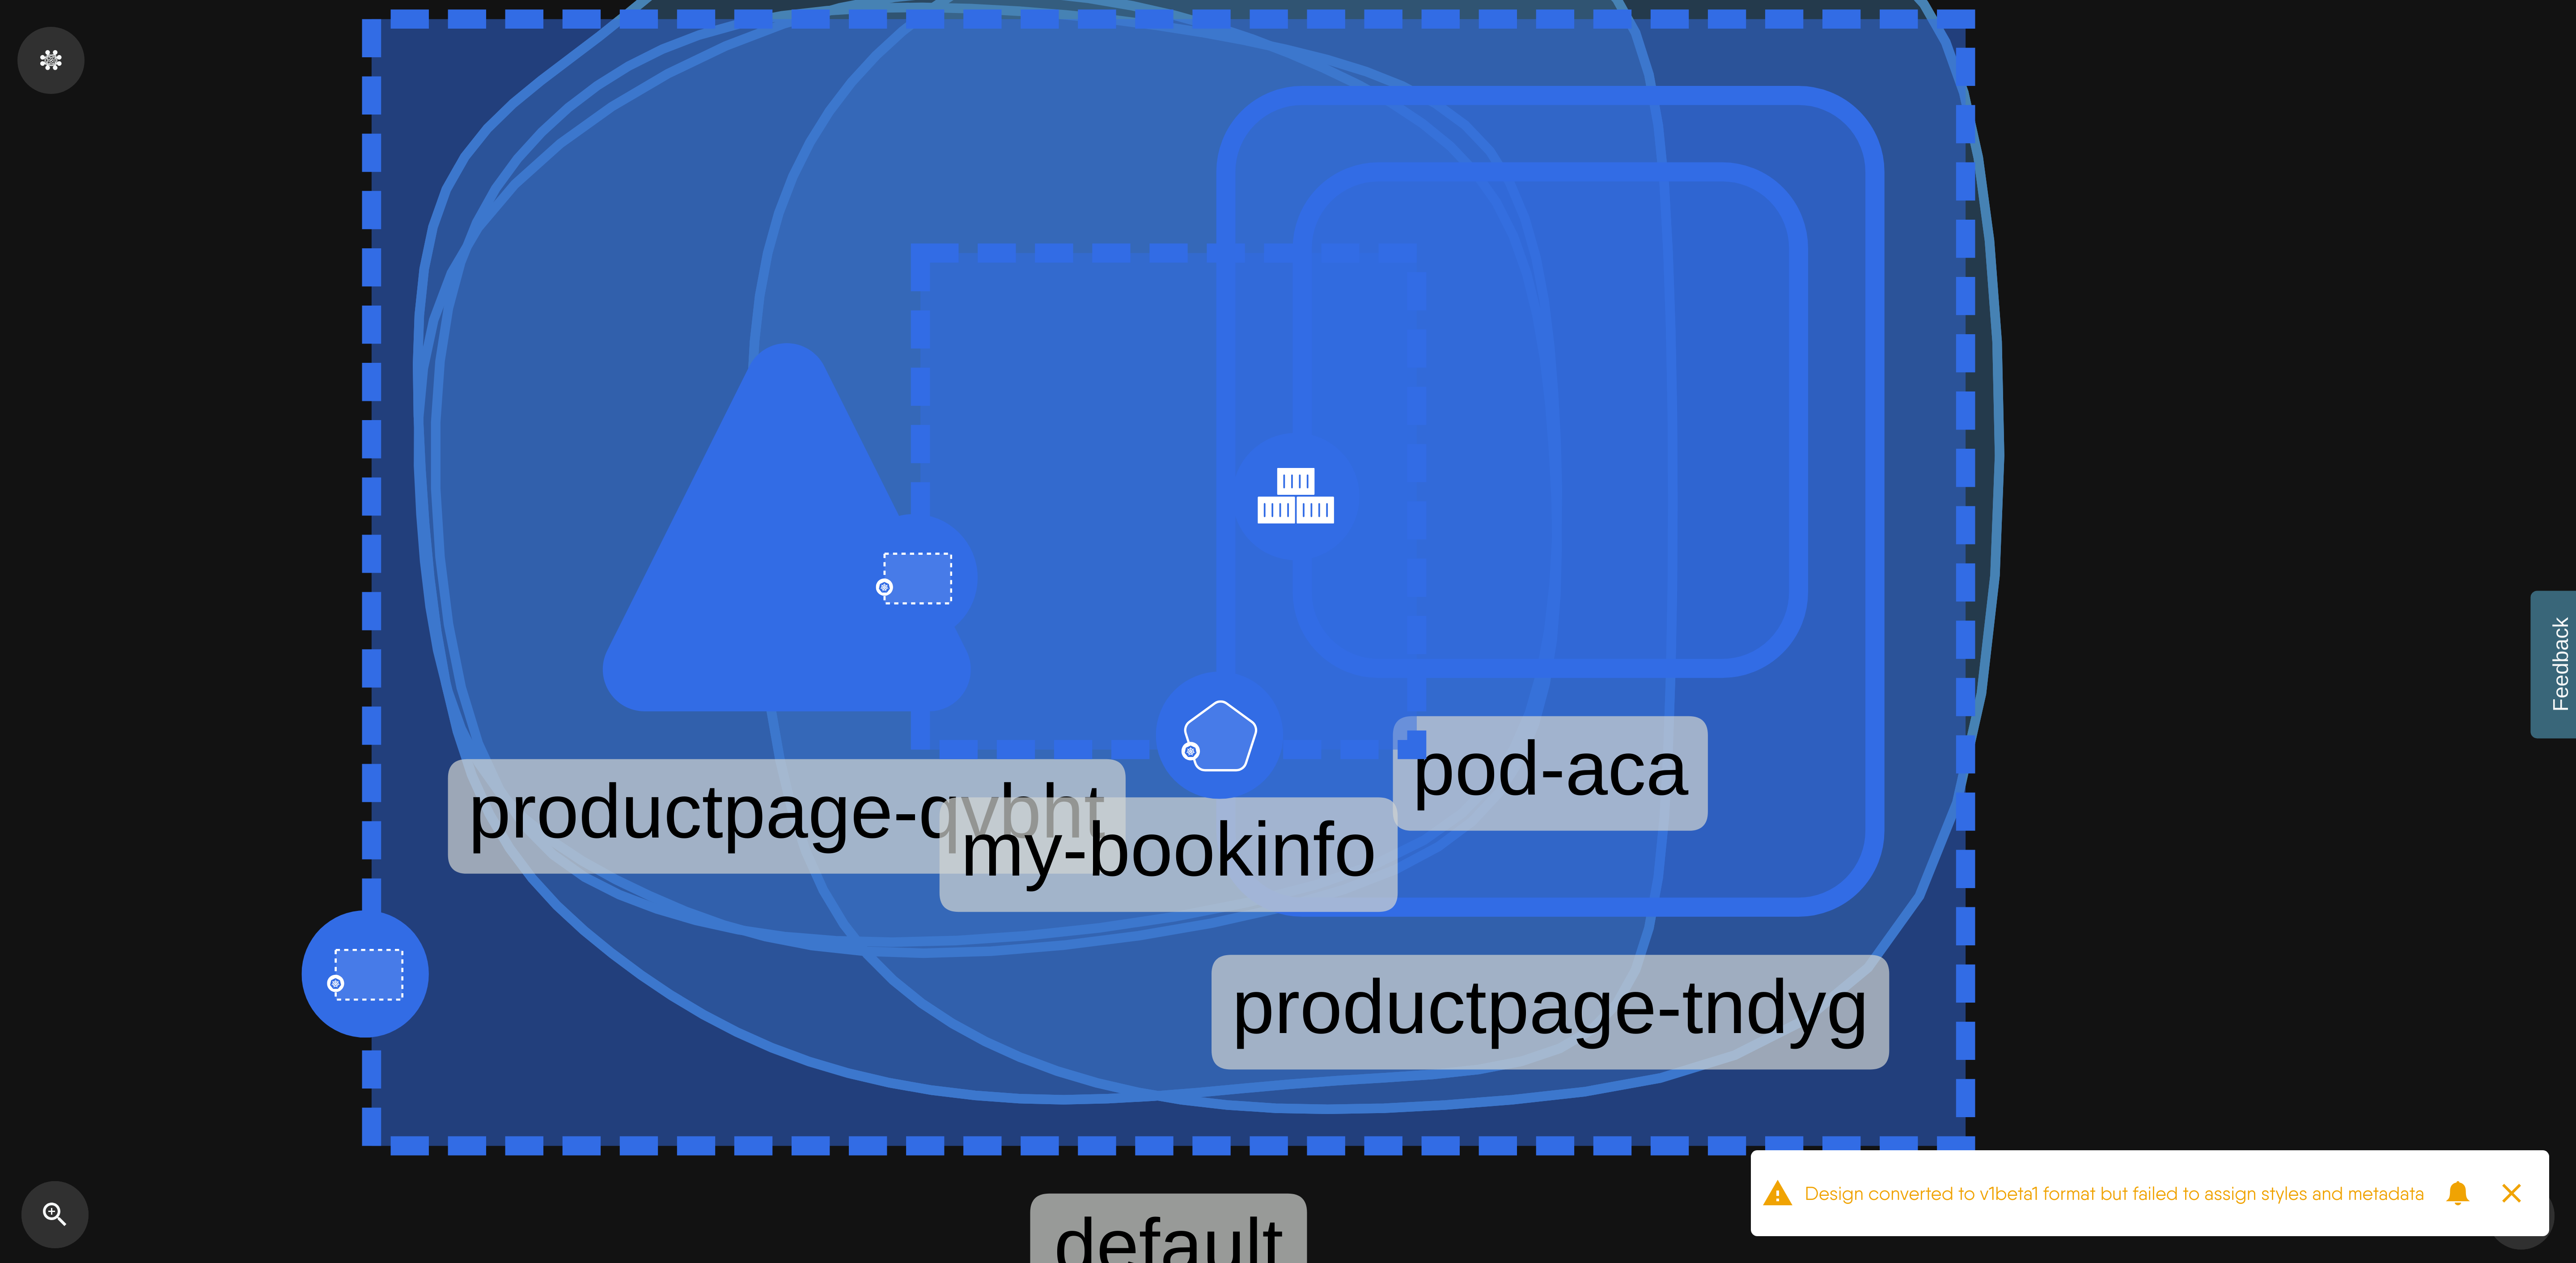 pod-aca
productpage-qvbht
my-bookinfo
productpage-tndyg
default
Feedback
Design converted to v1beta1 format but failed to assign styles and metadata